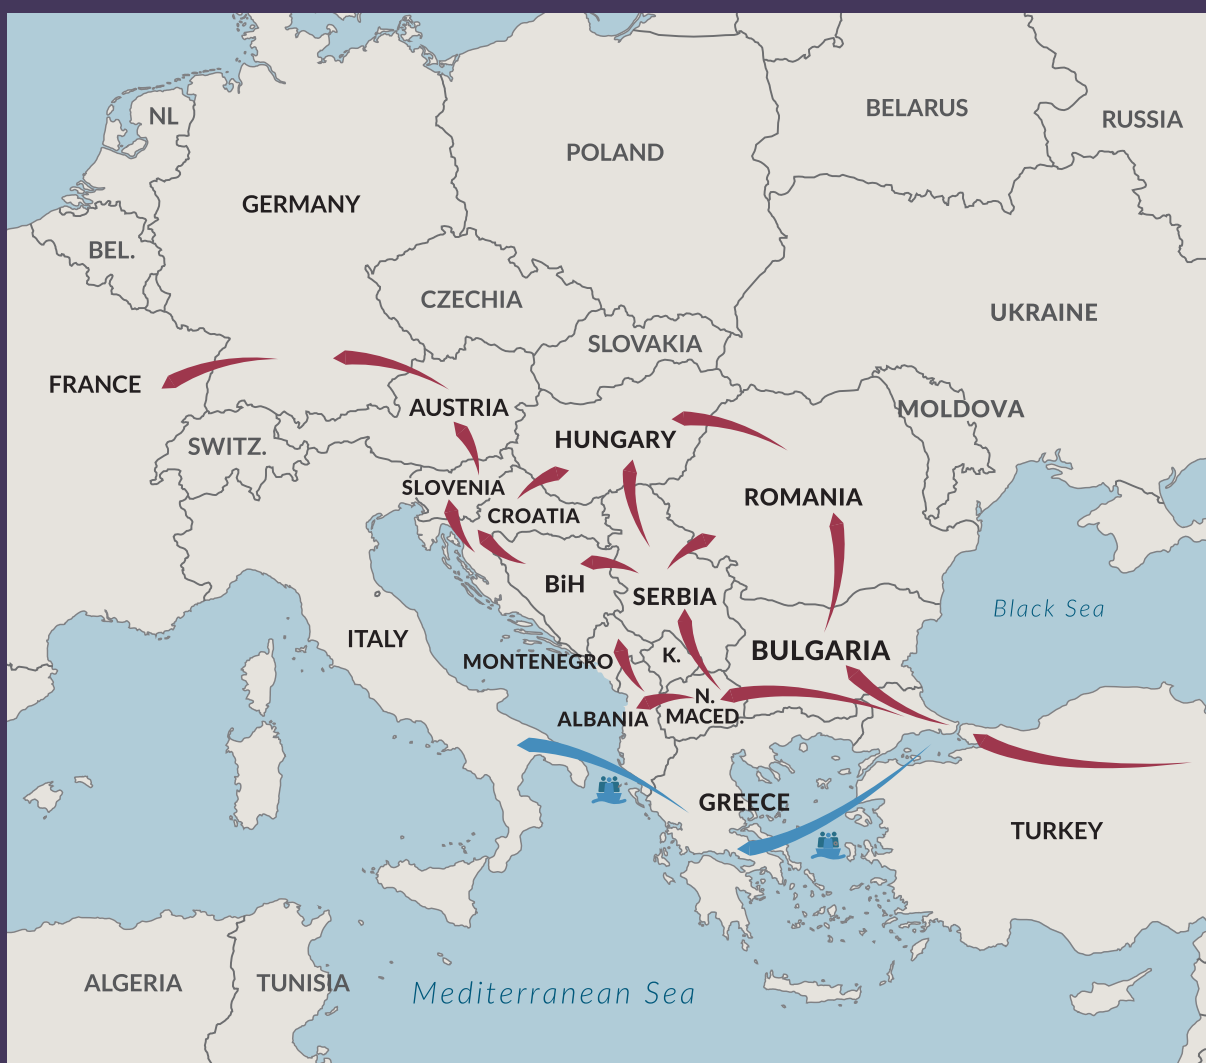 NL
BELARUS
RUSSIA
POLAND
GERMANY
BEL.
CZECHIA
UKRAINE
SLOVAKIA
FRANCE
AUSTRIA
MOLDOVA
SWITZ.
HUNGARY
SLOVENIA
ROMANIA
CROATIA
BiH
SERBIA
Black Sea
ITALY
BULGARIA
K.
MONTENEGRO
N.
MACED.
ALBANIA
GREECE
TURKEY
ALGERIA
TUNISIA
Mediterranean Sea